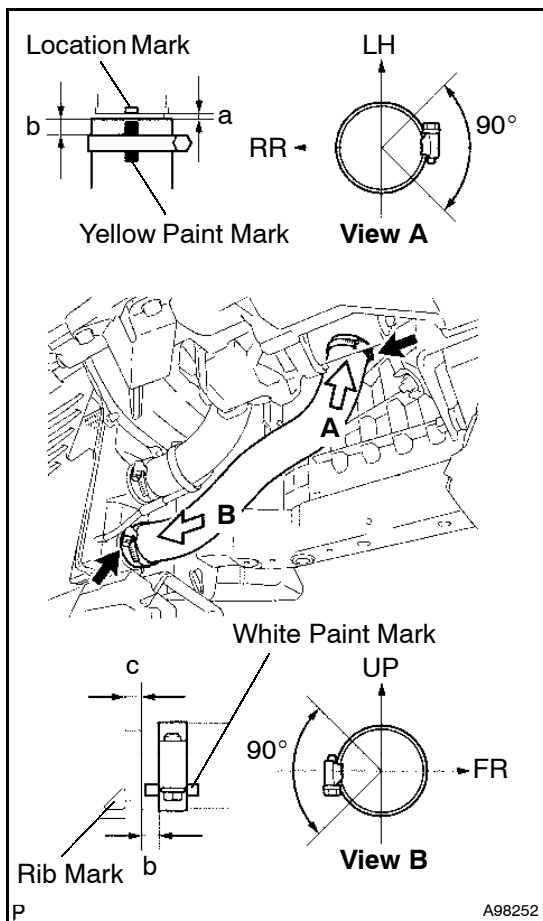 Location Mark
LH
a
b
90°
RR
Yellow Paint Mark
View A
A
B
White Paint Mark
c
UP
90°
FR
b
Rib Mark
View B
P
A98252